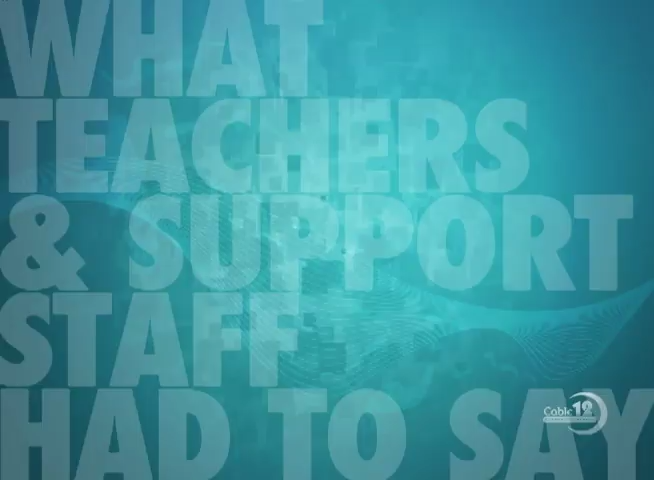 WHAT
TEACHERS
& SUPPORT
STAFF
HAD TO SAY
Cable 12